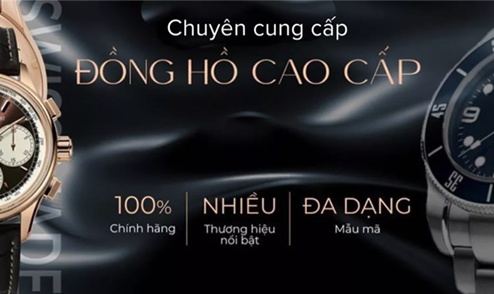 Chuyên cung cấp
ĐỒNG HỒ CAO CẤP
100%
Chính hãng
NHIỀU
Thương hiệu
nổi bật
ĐA DẠNG
Mẫu mã